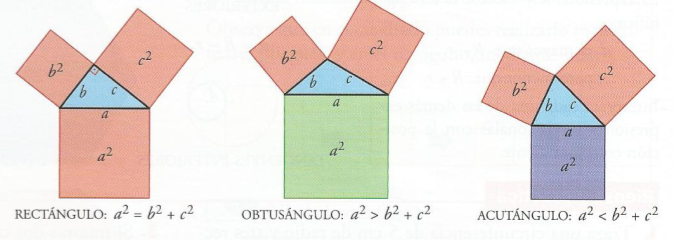 b² c²
b c
a
a²
RECTÁNGULO: a² = b² + c²
b² c²
b c
a
a²
OBTUSÁNGULO: a² > b² + c²
b² c²
b c
a
a²
ACUTÁNGULO: a² < b² + c²